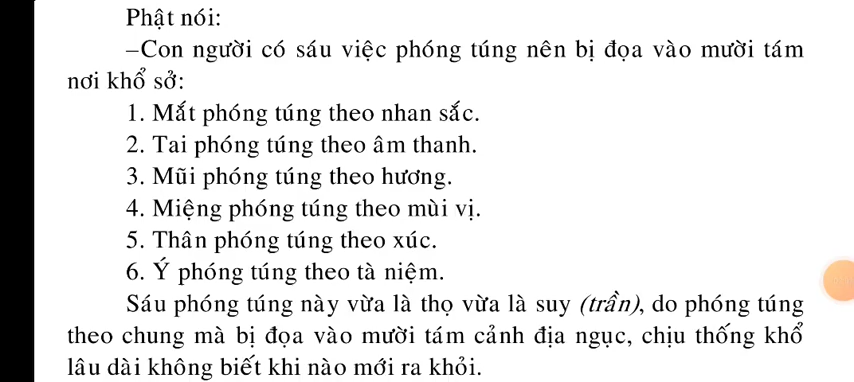 Phật nói:
–Con người có sáu việc phóng túng nên bị đọa vào mười tám
nơi khổ sở:
1. Mắt phóng túng theo nhan sắc.
2. Tai phóng túng theo âm thanh.
3. Mũi phóng túng theo hương.
4. Miệng phóng túng theo mùi vị.
5. Thân phóng túng theo xúc.
6. Ý phóng túng theo tà niệm.
Sáu phóng túng này vừa là thọ vừa là suy (trần), do phóng túng
theo chung mà bị đọa vào mười tám cảnh địa ngục, chịu thống khổ
lâu dài không biết khi nào mới ra khỏi.